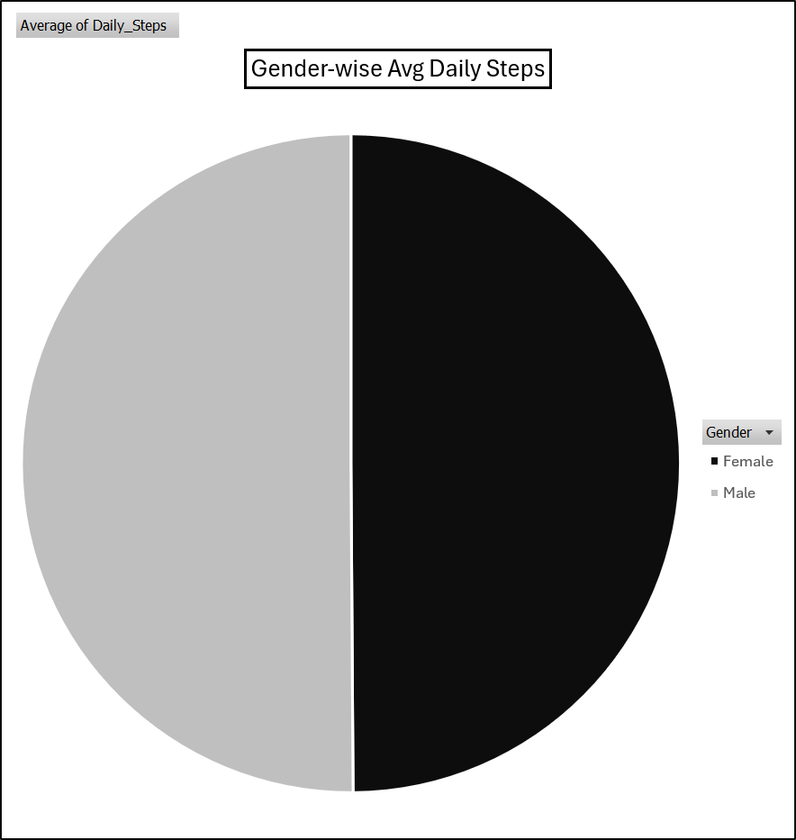 Average of Daily_Steps
Gender-wise Avg Daily Steps
Gender
Female
Male